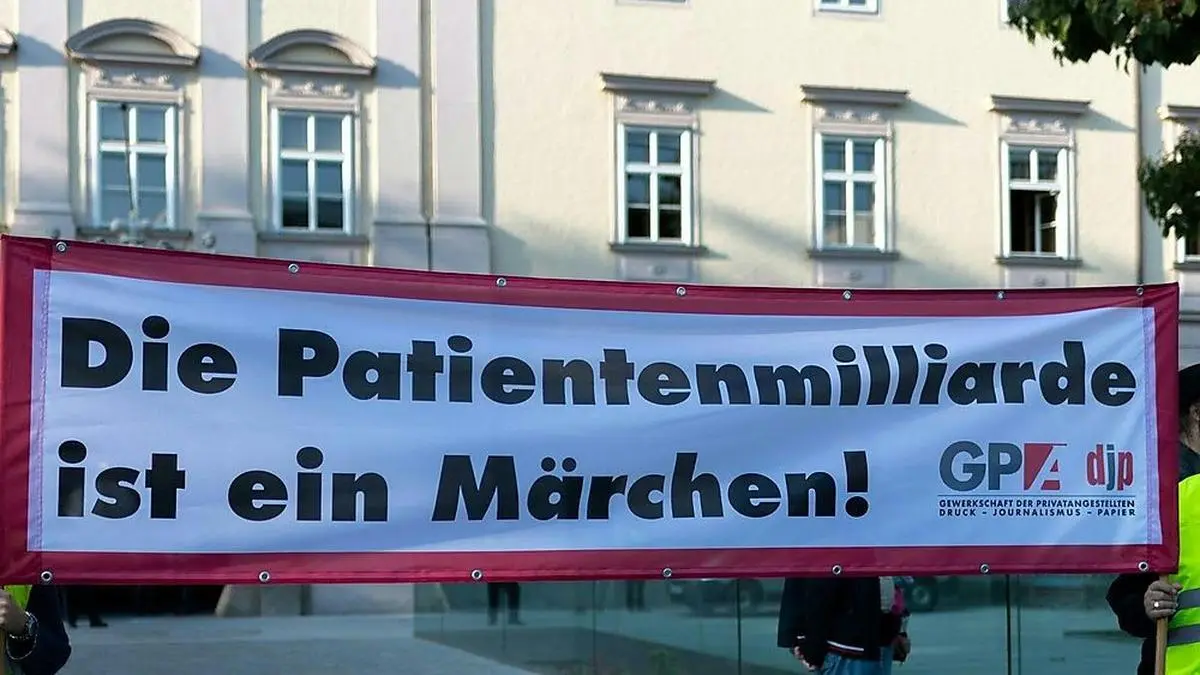 Die Patientenmilliarde
ist ein Märchen!
GPA djp
GEWERKSCHAFT DER PRIVATANGESTELLTEN
DRUCK - JOURNALISMUS - PAPIER